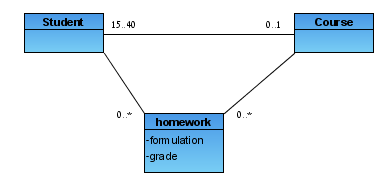 Student
15..40
0..1
Course
0..*
0..*
homework
-formulation
-grade